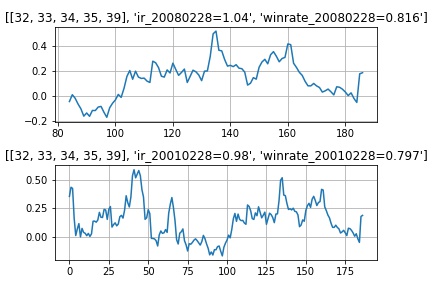 [[32, 33, 34, 35, 39], 'ir_20080228=1.04', 'winrate_20080228=0.816']
0.4
0.2
0.0
−0.2
80 100 120 140 160 180
[[32, 33, 34, 35, 39], 'ir_20010228=0.98', 'winrate_20010228=0.797']
0.50
0.25
0.00
0 25 50 75 100 125 150 175